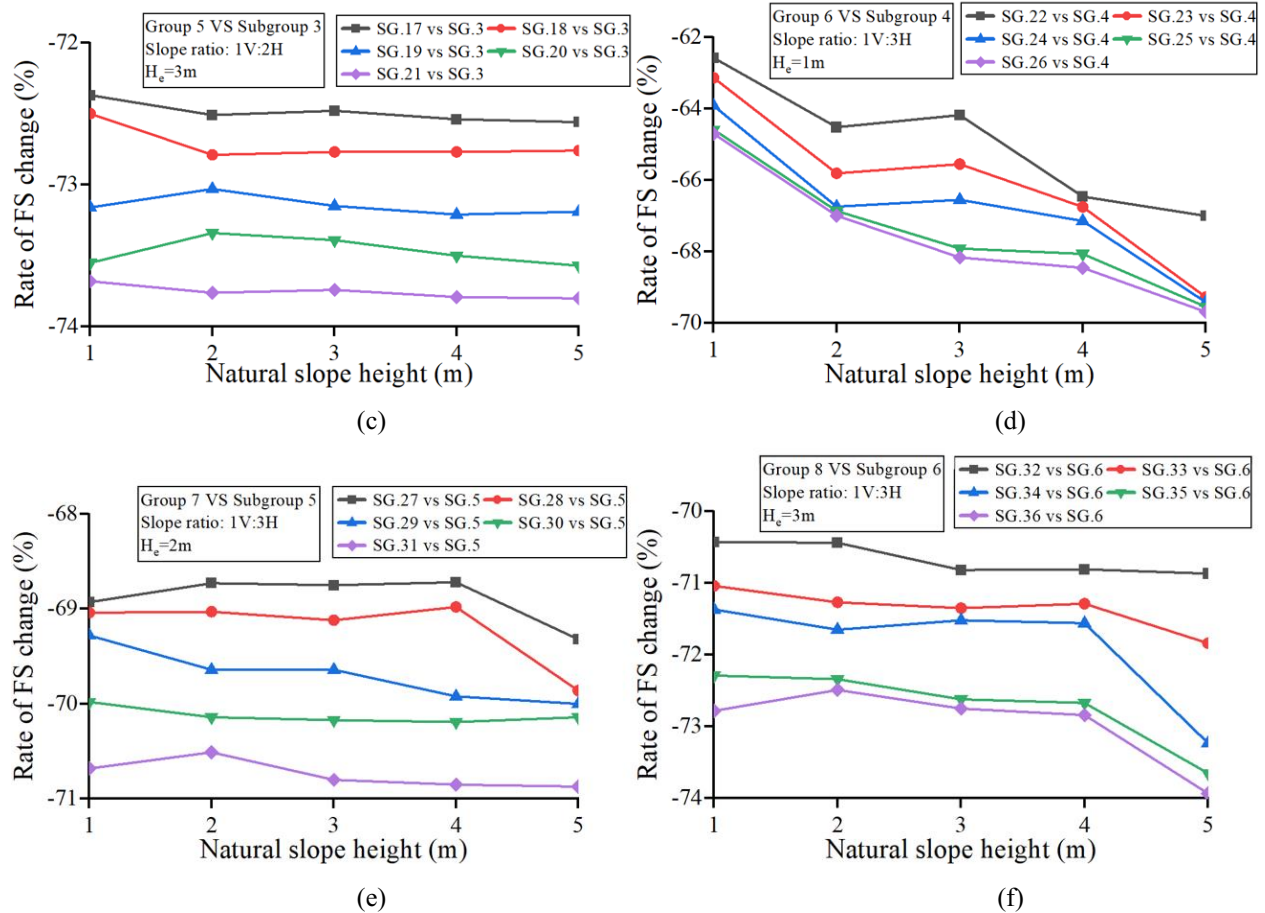 Group 5 VS Subgroup 3
Slope ratio: 1V:2H
He=3m
SG.17 vs SG.3 SG.18 vs SG.3
SG.19 vs SG.3 SG.20 vs SG.3
SG.21 vs SG.3
Rate of FS change (%)
-72
-73
-74
1 2 3 4 5
Natural slope height (m)
(c)
Group 6 VS Subgroup 4
Slope ratio: 1V:3H
He=1m
SG.22 vs SG.4 SG.23 vs SG.4
SG.24 vs SG.4 SG.25 vs SG.4
SG.26 vs SG.4
Rate of FS change (%)
-62
-64
-66
-68
-70
1 2 3 4 5
Natural slope height (m)
(d)
Group 7 VS Subgroup 5
Slope ratio: 1V:3H
He=2m
SG.27 vs SG.5 SG.28 vs SG.5
SG.29 vs SG.5 SG.30 vs SG.5
SG.31 vs SG.5
Rate of FS change (%)
-68
-69
-70
-71
1 2 3 4 5
Natural slope height (m)
(e)
Group 8 VS Subgroup 6
Slope ratio: 1V:3H
He=3m
SG.32 vs SG.6 SG.33 vs SG.6
SG.34 vs SG.6 SG.35 vs SG.6
SG.36 vs SG.6
Rate of FS change (%)
-70
-71
-72
-73
-74
1 2 3 4 5
Natural slope height (m)
(f)